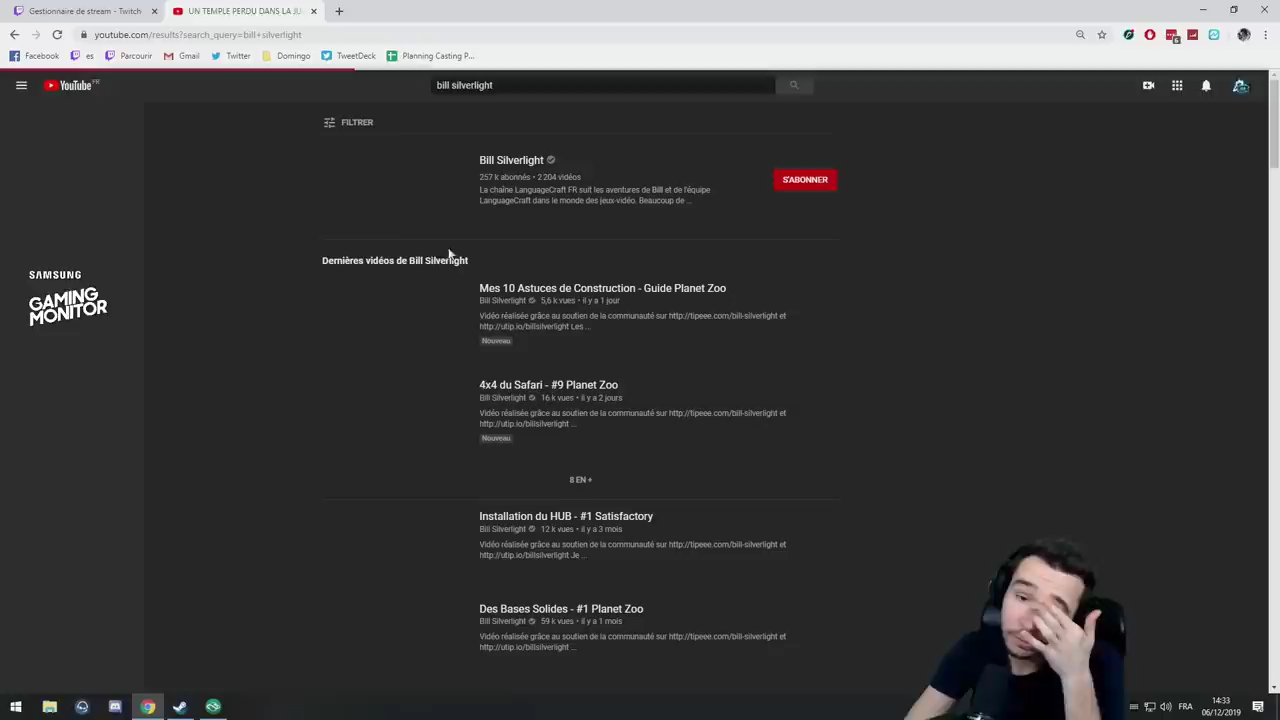 Gestion des streams - Twitch
UN TEMPLE DANS LA JU
youtube.com/results?search_query=bill+silverlight
Facebook
Parcourir
Gmail
Twitter
Domingo
TweetDeck
Planning Casting P...
YouTube FR
bill silverlight
FILTRER
Bill Silverlight
257 k abonnés • 2 204 vidéos
La chaîne LanguageCraft FR suit les aventures de Bill et de l'équipe
LanguageCraft dans le monde des jeux-vidéo. Beaucoup de ...
S'ABONNER
Dernières vidéos de Bill Silverlight
SAMSUNG
GAMING
MONITOR
Mes 10 Astuces de Construction - Guide Planet Zoo
Bill Silverlight 5,6 k vues • il y a 1 jour
Vidéo réalisée grâce au soutien de la communauté sur http://tipeee.com/bill-silverlight et
http://utip.io/billsilverlight Les ...
Nouveau
4x4 du Safari - #9 Planet Zoo
Bill Silverlight 16 k vues • il y a 2 jours
Vidéo réalisée grâce au soutien de la communauté sur http://tipeee.com/bill-silverlight et
http://utip.io/billsilverlight ...
Nouveau
8 EN +
Installation du HUB - #1 Satisfactory
Bill Silverlight 12 k vues • il y a 3 mois
Vidéo réalisée grâce au soutien de la communauté sur http://tipeee.com/bill-silverlight et
http://utip.io/billsilverlight Je ...
Des Bases Solides - #1 Planet Zoo
Bill Silverlight 59 k vues • il y a 1 mois
Vidéo réalisée grâce au soutien de la communauté sur http://tipeee.com/bill-silverlight et
http://utip.io/billsilverlight ...
FRA
14:33
06/12/2019